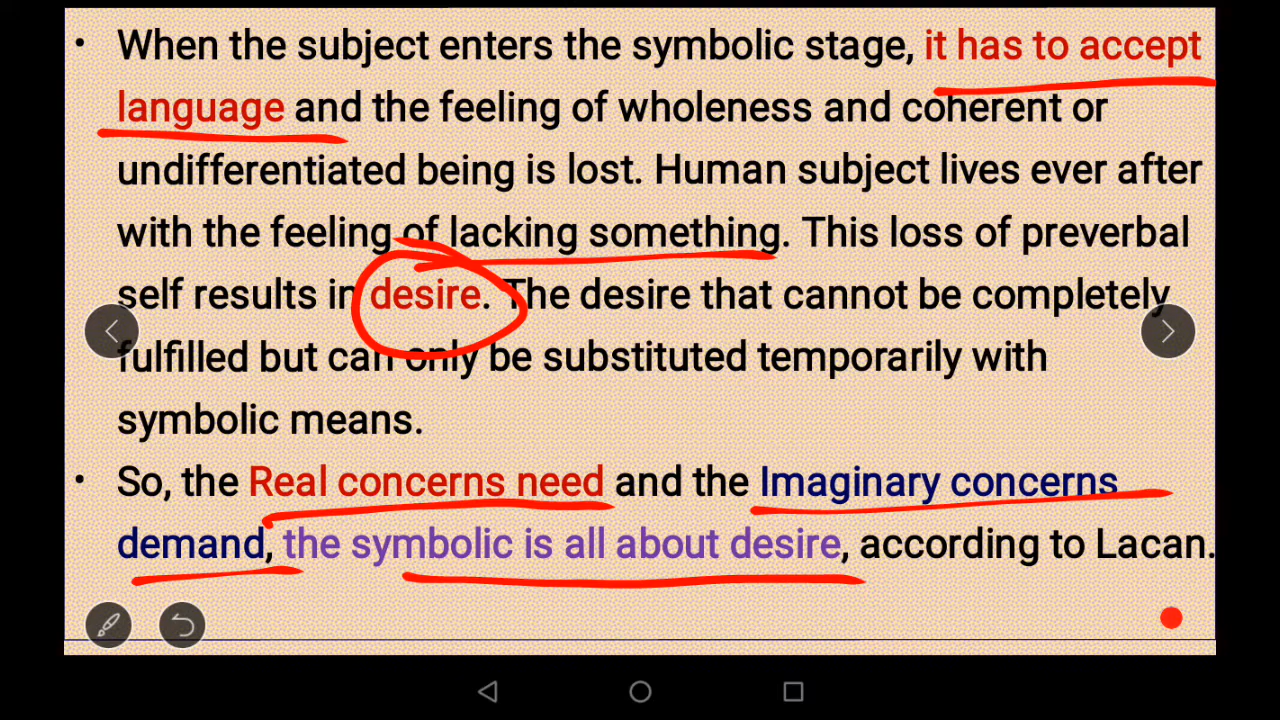 • When the subject enters the symbolic stage, it has to accept
language and the feeling of wholeness and coherent or
undifferentiated being is lost. Human subject lives ever after
with the feeling of lacking something. This loss of preverbal
self results in desire. The desire that cannot be completely
fulfilled but can only be substituted temporarily with
symbolic means.
• So, the Real concerns need and the Imaginary concerns
demand, the symbolic is all about desire, according to Lacan.